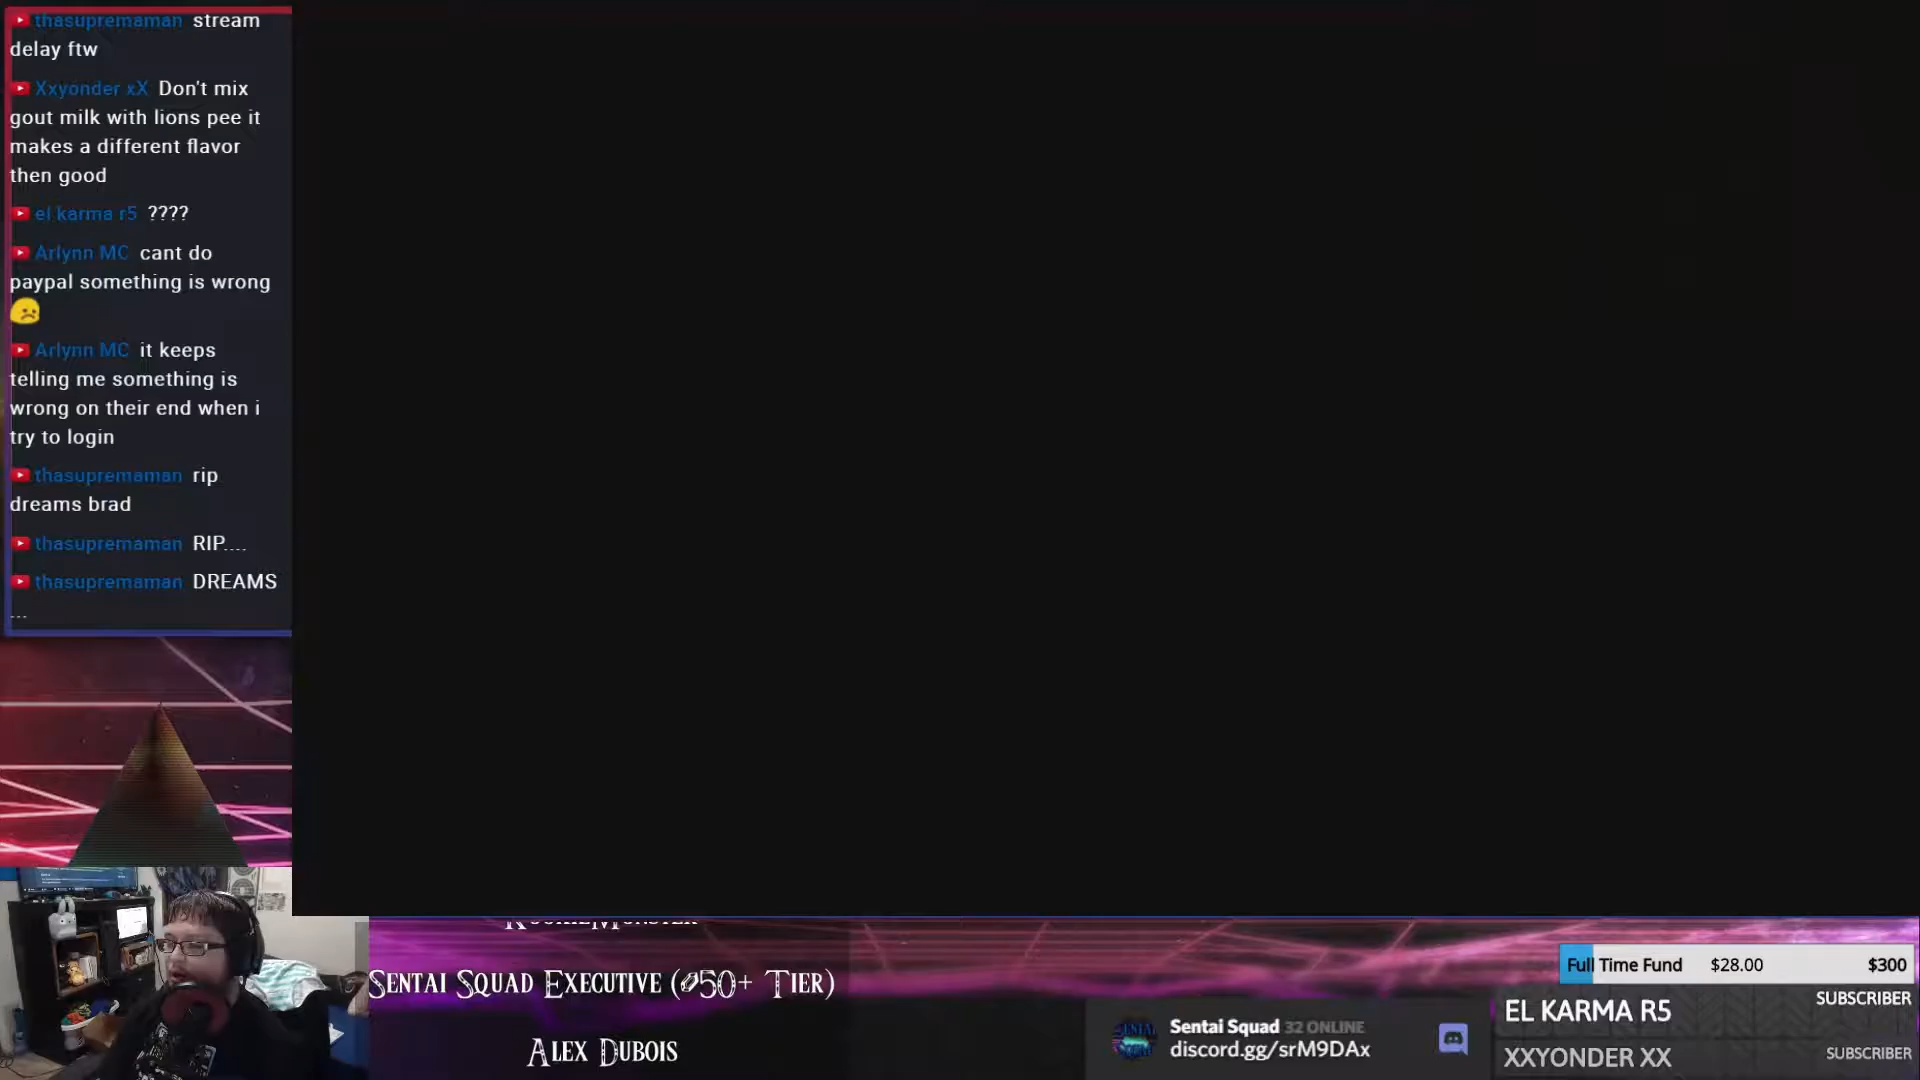 thasupremaman stream
delay ftw
Xxyonder xX Don't mix
gout milk with lions pee it
makes a different flavor
then good
el karma r5 ????
Arlynn MC cant do
paypal something is wrong
Arlynn MC it keeps
telling me something is
wrong on their end when i
try to login
thasupremaman rip
dreams brad
thasupremaman RIP....
thasupremaman DREAMS
...
Sentai Squad Executive (50+ Tier)
Alex Dubois
Sentai Squad 32 ONLINE
discord.gg/srM9DAx
Full Time Fund $28.00 $300
EL KARMA R5 SUBSCRIBER
XXYONDER XX SUBSCRIBER